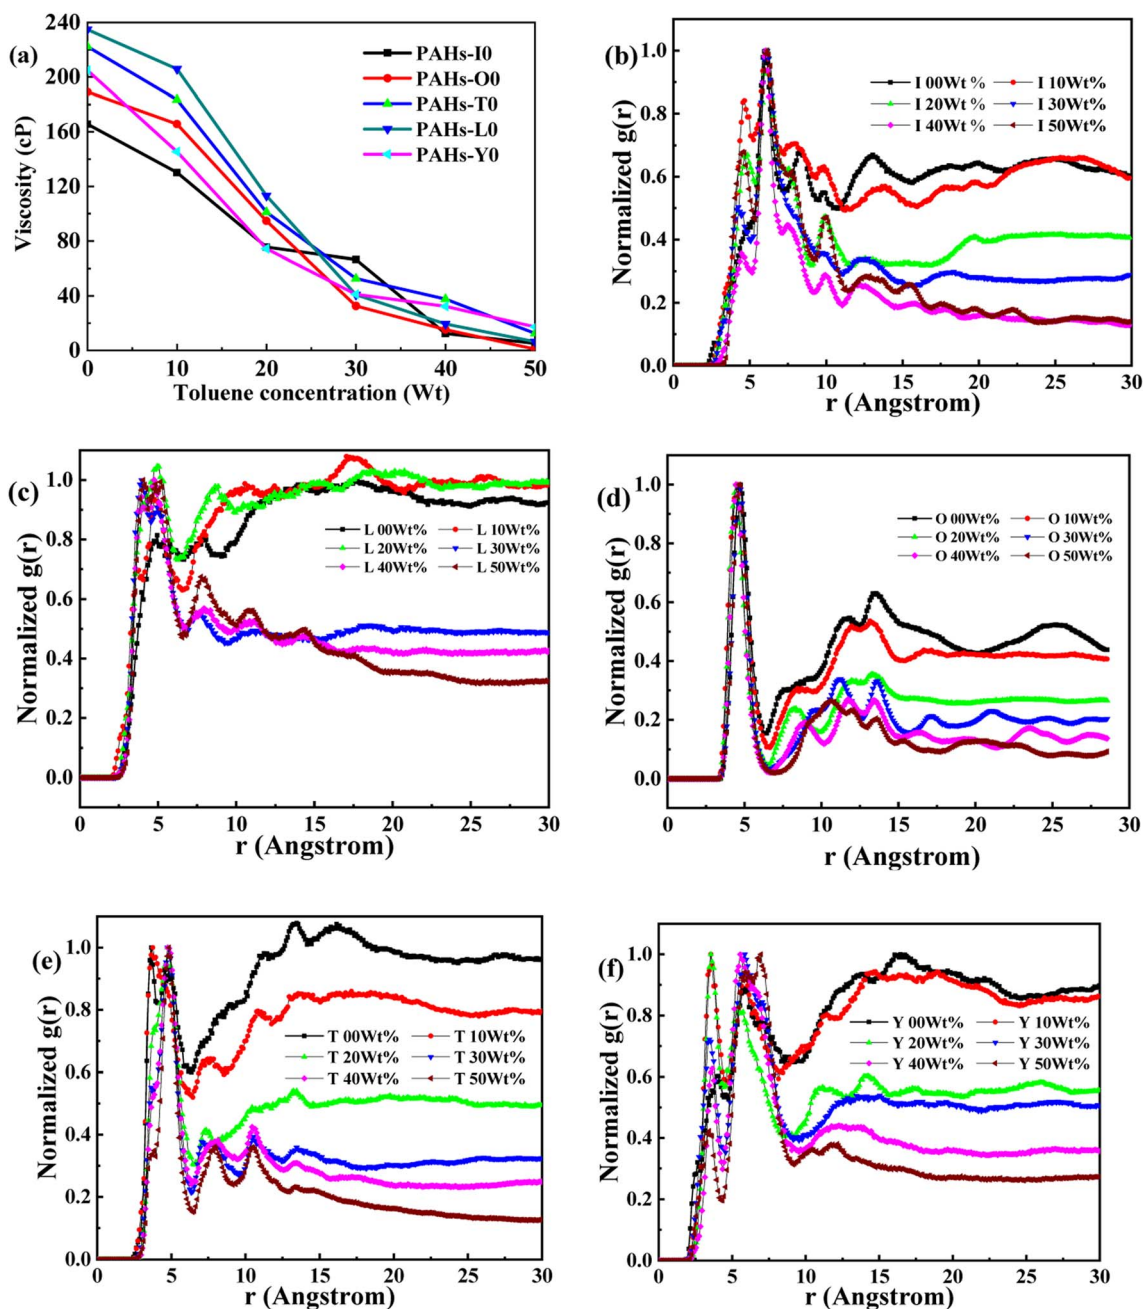 (a)
240
200
160
120
80
40
0
Viscosity (cP)
PAHs-I0
PAHs-O0
PAHs-T0
PAHs-L0
PAHs-Y0
0 10 20 30 40 50
Toluene concentration (Wt)
(b)
1.0
0.8
0.6
0.4
0.2
0.0
Normalized g(r)
I 00Wt % I 10Wt%
I 20Wt% I 30Wt%
I 40Wt % I 50Wt%
0 5 10 15 20 25 30
r (Angstrom)
(c)
1.0
0.8
0.6
0.4
0.2
0.0
Normalized g(r)
L 00Wt% L 10Wt%
L 20Wt% L 30Wt%
L 40Wt% L 50Wt%
0 5 10 15 20 25 30
r (Angstrom)
(d)
1.0
0.8
0.6
0.4
0.2
0.0
Normalized g(r)
O 00Wt% O 10Wt%
O 20Wt% O 30Wt%
O 40Wt% O 50Wt%
0 5 10 15 20 25 30
r (Angstrom)
(e)
1.0
0.8
0.6
0.4
0.2
0.0
Normalized g(r)
T 00Wt% T 10Wt%
T 20Wt% T 30Wt%
T 40Wt% T 50Wt%
0 5 10 15 20 25 30
r (Angstrom)
(f)
1.0
0.8
0.6
0.4
0.2
0.0
Normalized g(r)
Y 00Wt% Y 10Wt%
Y 20Wt% Y 30Wt%
Y 40Wt% Y 50Wt%
0 5 10 15 20 25 30
r (Angstrom)